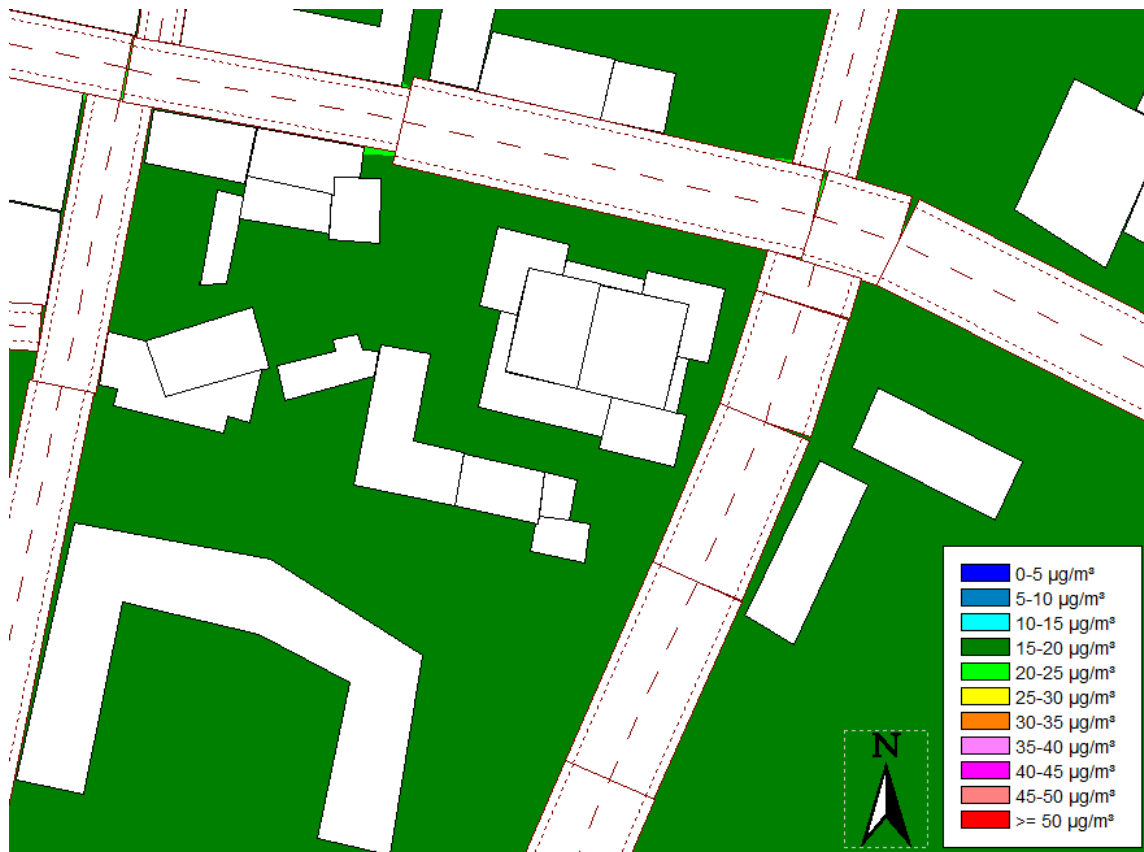 0-5 µg/m³
5-10 µg/m³
10-15 µg/m³
15-20 µg/m³
20-25 µg/m³
25-30 µg/m³
30-35 µg/m³
35-40 µg/m³
40-45 µg/m³
45-50 µg/m³
>= 50 µg/m³
N